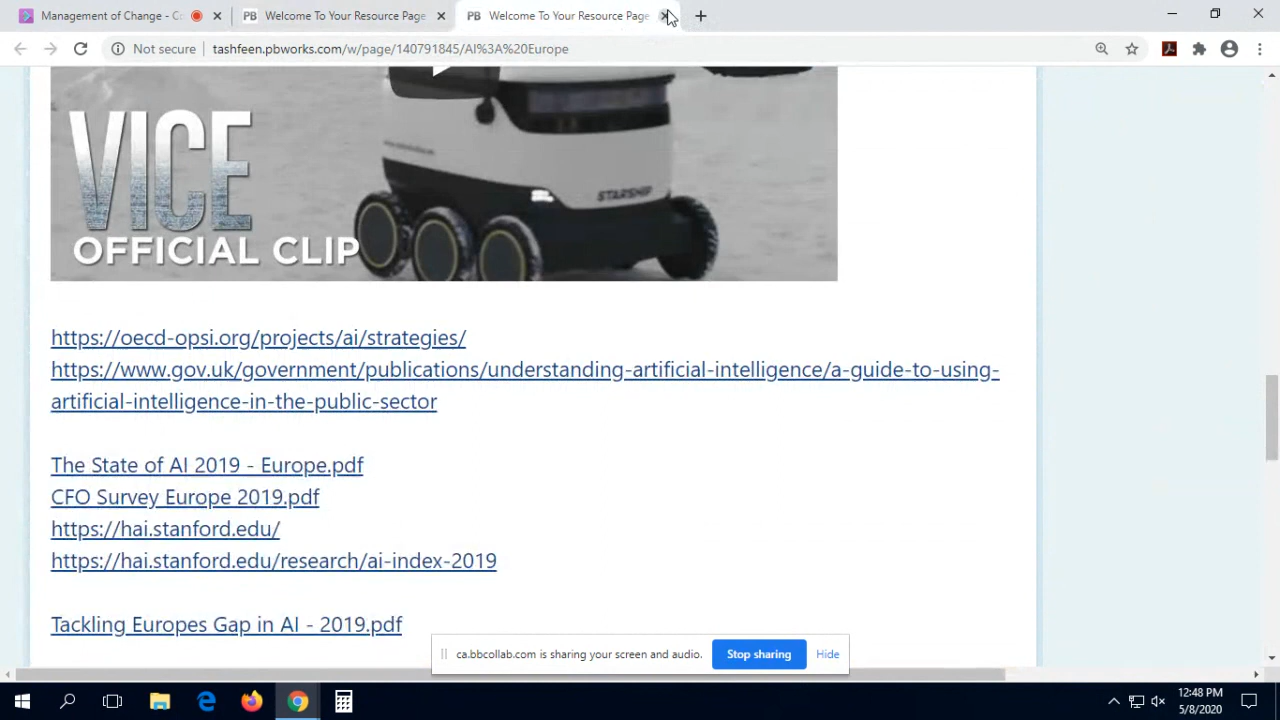 Management of Change - C
Welcome To Your Resource Page
Welcome To Your Resource Page
Not secure
tashfeen.pbworks.com/w/page/140791845/AI%3A%20Europe
VICE
OFFICIAL CLIP
STARSHIP
https://oecd-opsi.org/projects/ai/strategies/
https://www.gov.uk/government/publications/understanding-artificial-intelligence/a-guide-to-using-
artificial-intelligence-in-the-public-sector
The State of AI 2019 - Europe.pdf
CFO Survey Europe 2019.pdf
https://hai.stanford.edu/
https://hai.stanford.edu/research/ai-index-2019
Tackling Europes Gap in AI - 2019.pdf
ca.bbcollab.com is sharing your screen and audio.
Stop sharing
Hide
12:48 PM
5/8/2020